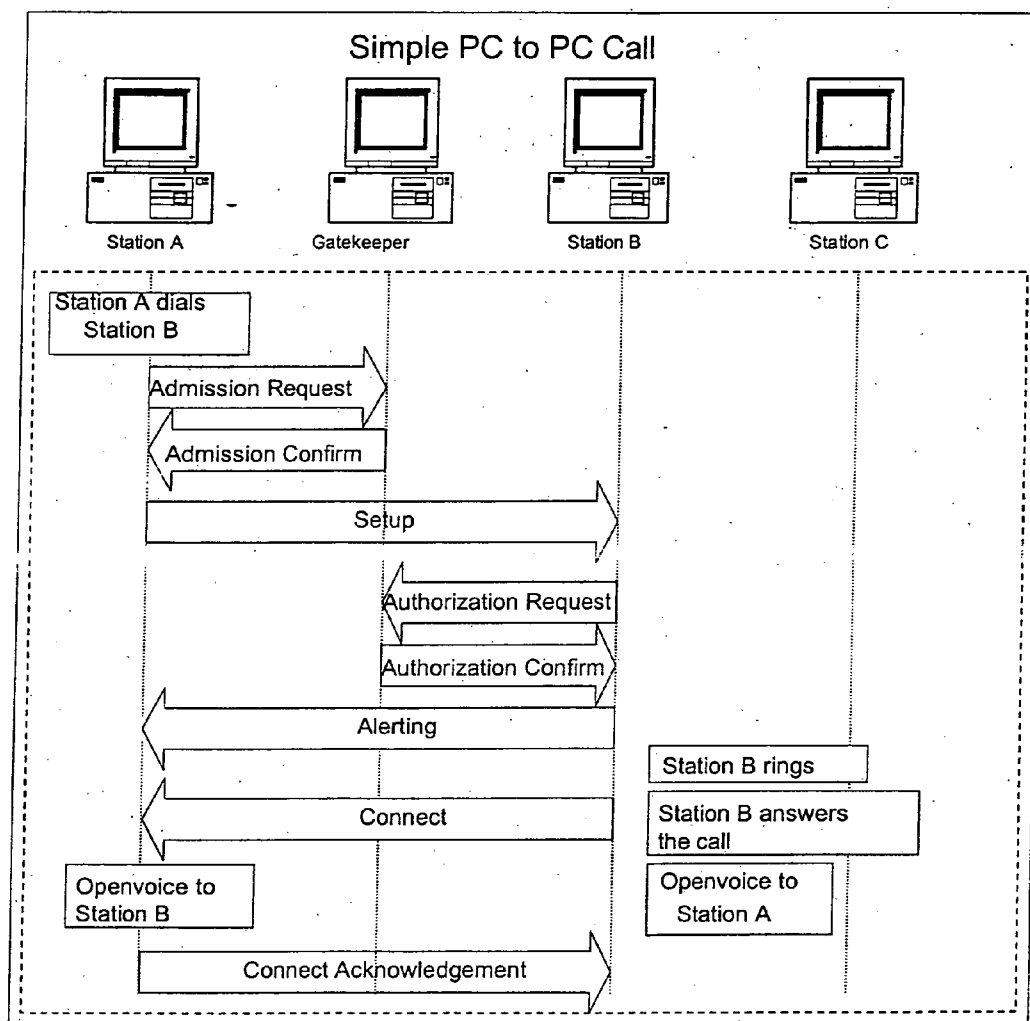 Simple PC to PC Call
Station A
Gatekeeper
Station B
Station C
Station A dials
Station B
Admission Request
Admission Confirm
Setup
Authorization Request
Authorization Confirm
Alerting
Station B rings
Connect
Station B answers
the call
Openvoice to
Station B
Openvoice to
Station A
Connect Acknowledgement